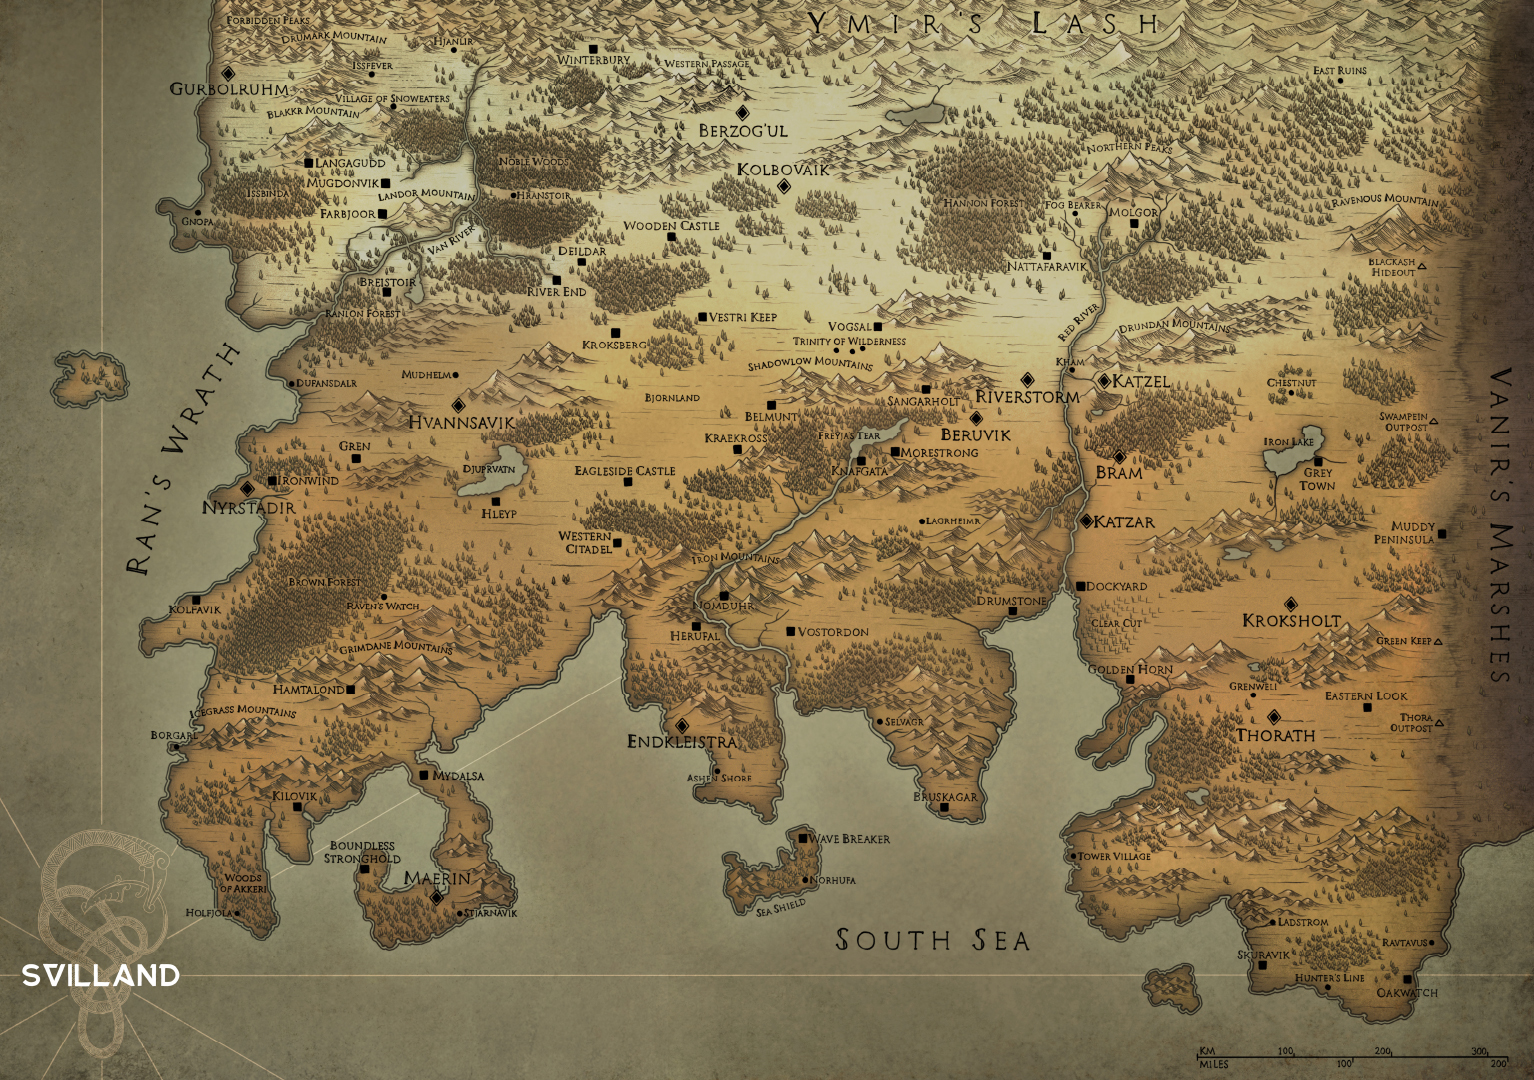 YMIR'S LASH
FORBIDDEN PEAKS
DRUMARK MOUNTAIN
HJANLIR
ISSFEVER
WINTERBURY
WESTERN PASSAGE
EAST RUINS
GURBOLRUHM
VILLAGE OF SNOWEATERS
BLAKKR MOUNTAIN
BERZOG'UL
LANGAGUDD
NOBLE WOODS
NORTHERN PEAKS
MUGDONVIK
KOLBOVAIK
ISSBINDA
LANDOR MOUNTAIN
HRANSTOIR
HANNON FOREST
FOG BEARER
RAVENOUS MOUNTAIN
GNOPA
FARBJOOR
MOLGOR
WOODEN CASTLE
VAN RIVER
DEILDAR
NATTAFARAVIK
BLACKASH
HIDEOUT
BREISTOIR
RIVER END
RANLON FOREST
VESTRI KEEP
VOGSAL
RED RIVER
DRUNDAN MOUNTAINS
KROKSBERG
TRINITY OF WILDERNESS
SHADOWLOW MOUNTAINS
KHAM
RAN'S WRATH
DUFANSDALR
MUDHELM
KATZEL
CHESTNUT
BJORNLAND
SANGARHOLT
RIVERSTORM
VANIR'S MARSHES
HVANNSAVIK
BELMUNT
SWAMPEIN
OUTPOST
KRAEKROSS
FREYJAS TEAR
BERUVIK
IRON LAKE
GREN
MORESTRONG
DJUPRVATN
EAGLESIDE CASTLE
KNAFGATA
BRAM
GREY
TOWN
IRONWIND
NYRSTADIR
HLEYP
LAGRHEIMR
KATZAR
WESTERN
CITADEL
MUDDY
PENINSULA
IRON MOUNTAINS
BROWN FOREST
DOCKYARD
KOLFAVIK
RAVEN'S WATCH
NOMDUHR
DRUMSTONE
CLEAR CUT
KROKSHOLT
HERUFAL
VOSTORDON
GREEN KEEP
GRIMDANE MOUNTAINS
GOLDEN HORN
HAMTALOND
GRENWELI
EASTERN LOOK
ICEGRASS MOUNTAINS
SELVAGR
THORA
OUTPOST
BORGARL
ENDKLEISTRA
THORATH
MYDALSA
ASHEN SHORE
KILOVIK
BRUSKAGAR
WAVE BREAKER
BOUNDLESS
STRONGHOLD
TOWER VILLAGE
WOODS
OF AKKERI
MAERIN
NORHUFA
HOLFJOLA
STJARNAVIK
SEA SHIELD
LADSTROM
SOUTH SEA
RAVTAVUS
SKURAVIK
SVILLAND
HUNTER'S LINE
OAKWATCH
KM 100 200 300
MILES 100 200